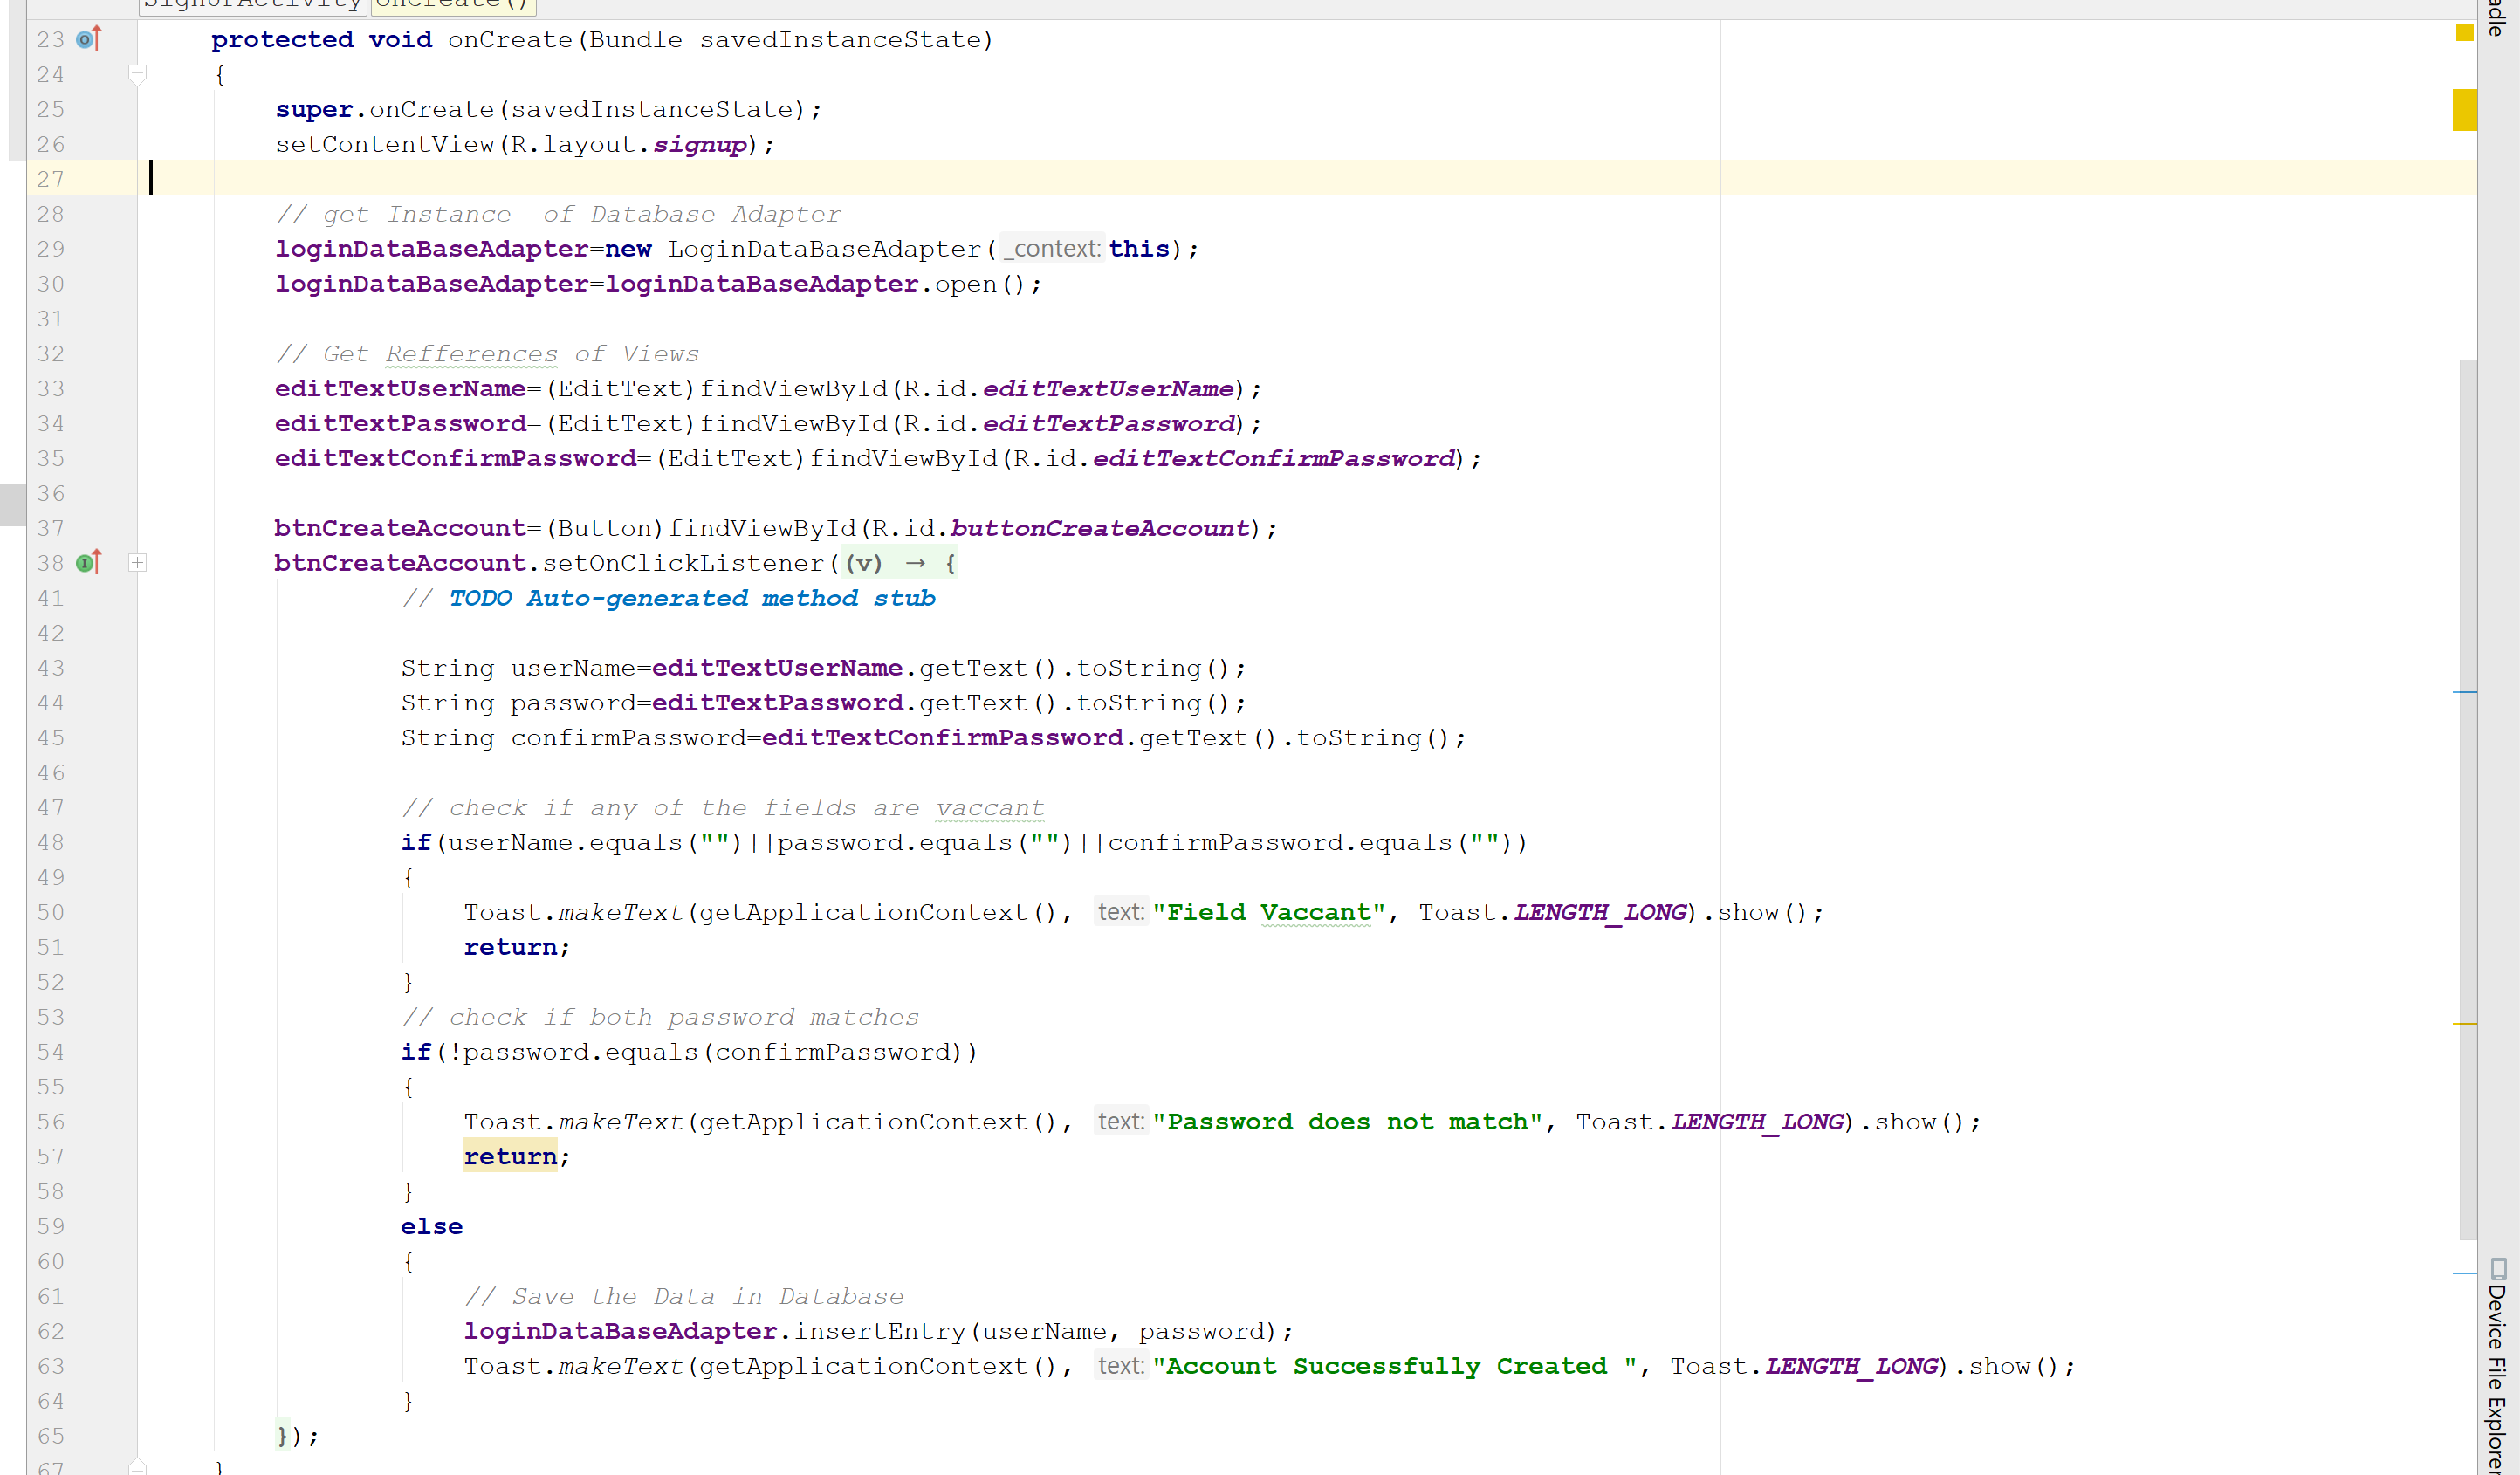 SignUpActivity onCreate()
23 protected void onCreate(Bundle savedInstanceState)
24 {
25 super.onCreate(savedInstanceState);
26 setContentView(R.layout.signup);
27
28 // get Instance  of Database Adapter
29 loginDataBaseAdapter=new LoginDataBaseAdapter( _context: this);
30 loginDataBaseAdapter=loginDataBaseAdapter.open();
31
32 // Get Refferences of Views
33 editTextUserName=(EditText)findViewById(R.id.editTextUserName);
34 editTextPassword=(EditText)findViewById(R.id.editTextPassword);
35 editTextConfirmPassword=(EditText)findViewById(R.id.editTextConfirmPassword);
36
37 btnCreateAccount=(Button)findViewById(R.id.buttonCreateAccount);
38 btnCreateAccount.setOnClickListener((v) → {
41 // TODO Auto-generated method stub
42
43 String userName=editTextUserName.getText().toString();
44 String password=editTextPassword.getText().toString();
45 String confirmPassword=editTextConfirmPassword.getText().toString();
46
47 // check if any of the fields are vaccant
48 if(userName.equals("")||password.equals("")||confirmPassword.equals(""))
49 {
50 Toast.makeText(getApplicationContext(), text: "Field Vaccant", Toast.LENGTH_LONG).show();
51 return;
52 }
53 // check if both password matches
54 if(!password.equals(confirmPassword))
55 {
56 Toast.makeText(getApplicationContext(), text: "Password does not match", Toast.LENGTH_LONG).show();
57 return;
58 }
59 else
60 {
61 // Save the Data in Database
62 loginDataBaseAdapter.insertEntry(userName, password);
63 Toast.makeText(getApplicationContext(), text: "Account Successfully Created ", Toast.LENGTH_LONG).show();
64 }
65 });
67 }
Device File Explorer